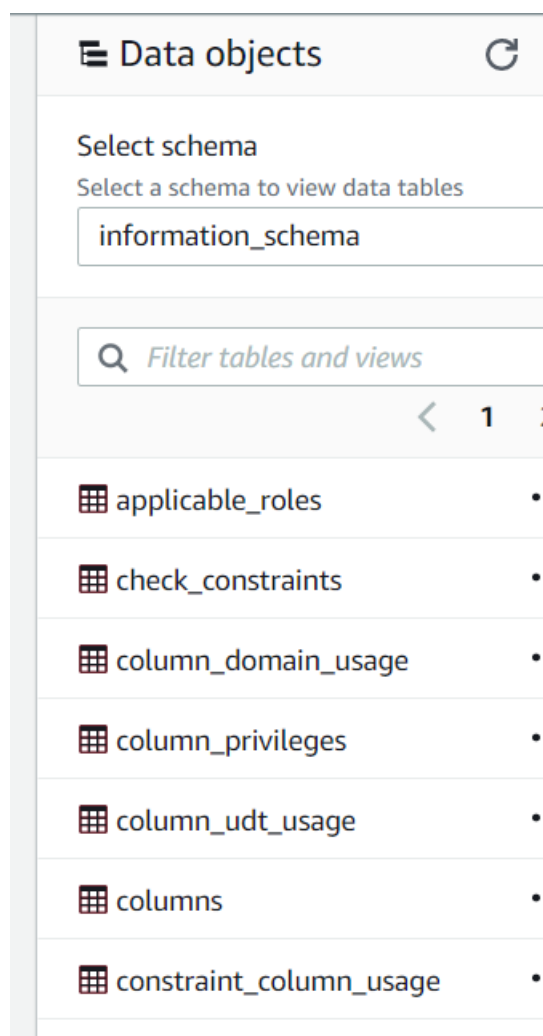 Data objects
Select schema
Select a schema to view data tables
information_schema
Filter tables and views
1
applicable_roles
check_constraints
column_domain_usage
column_privileges
column_udt_usage
columns
constraint_column_usage